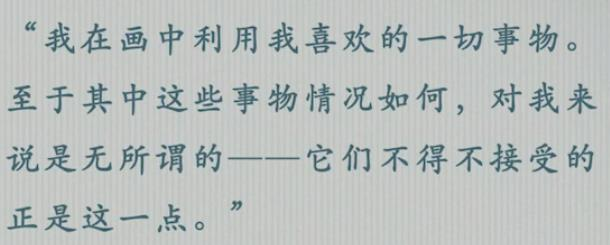 “我在画中利用我喜欢的一切事物。
至于其中这些事物情况如何，对我来
说是无所谓的——它们不得不接受的
正是这一点。”